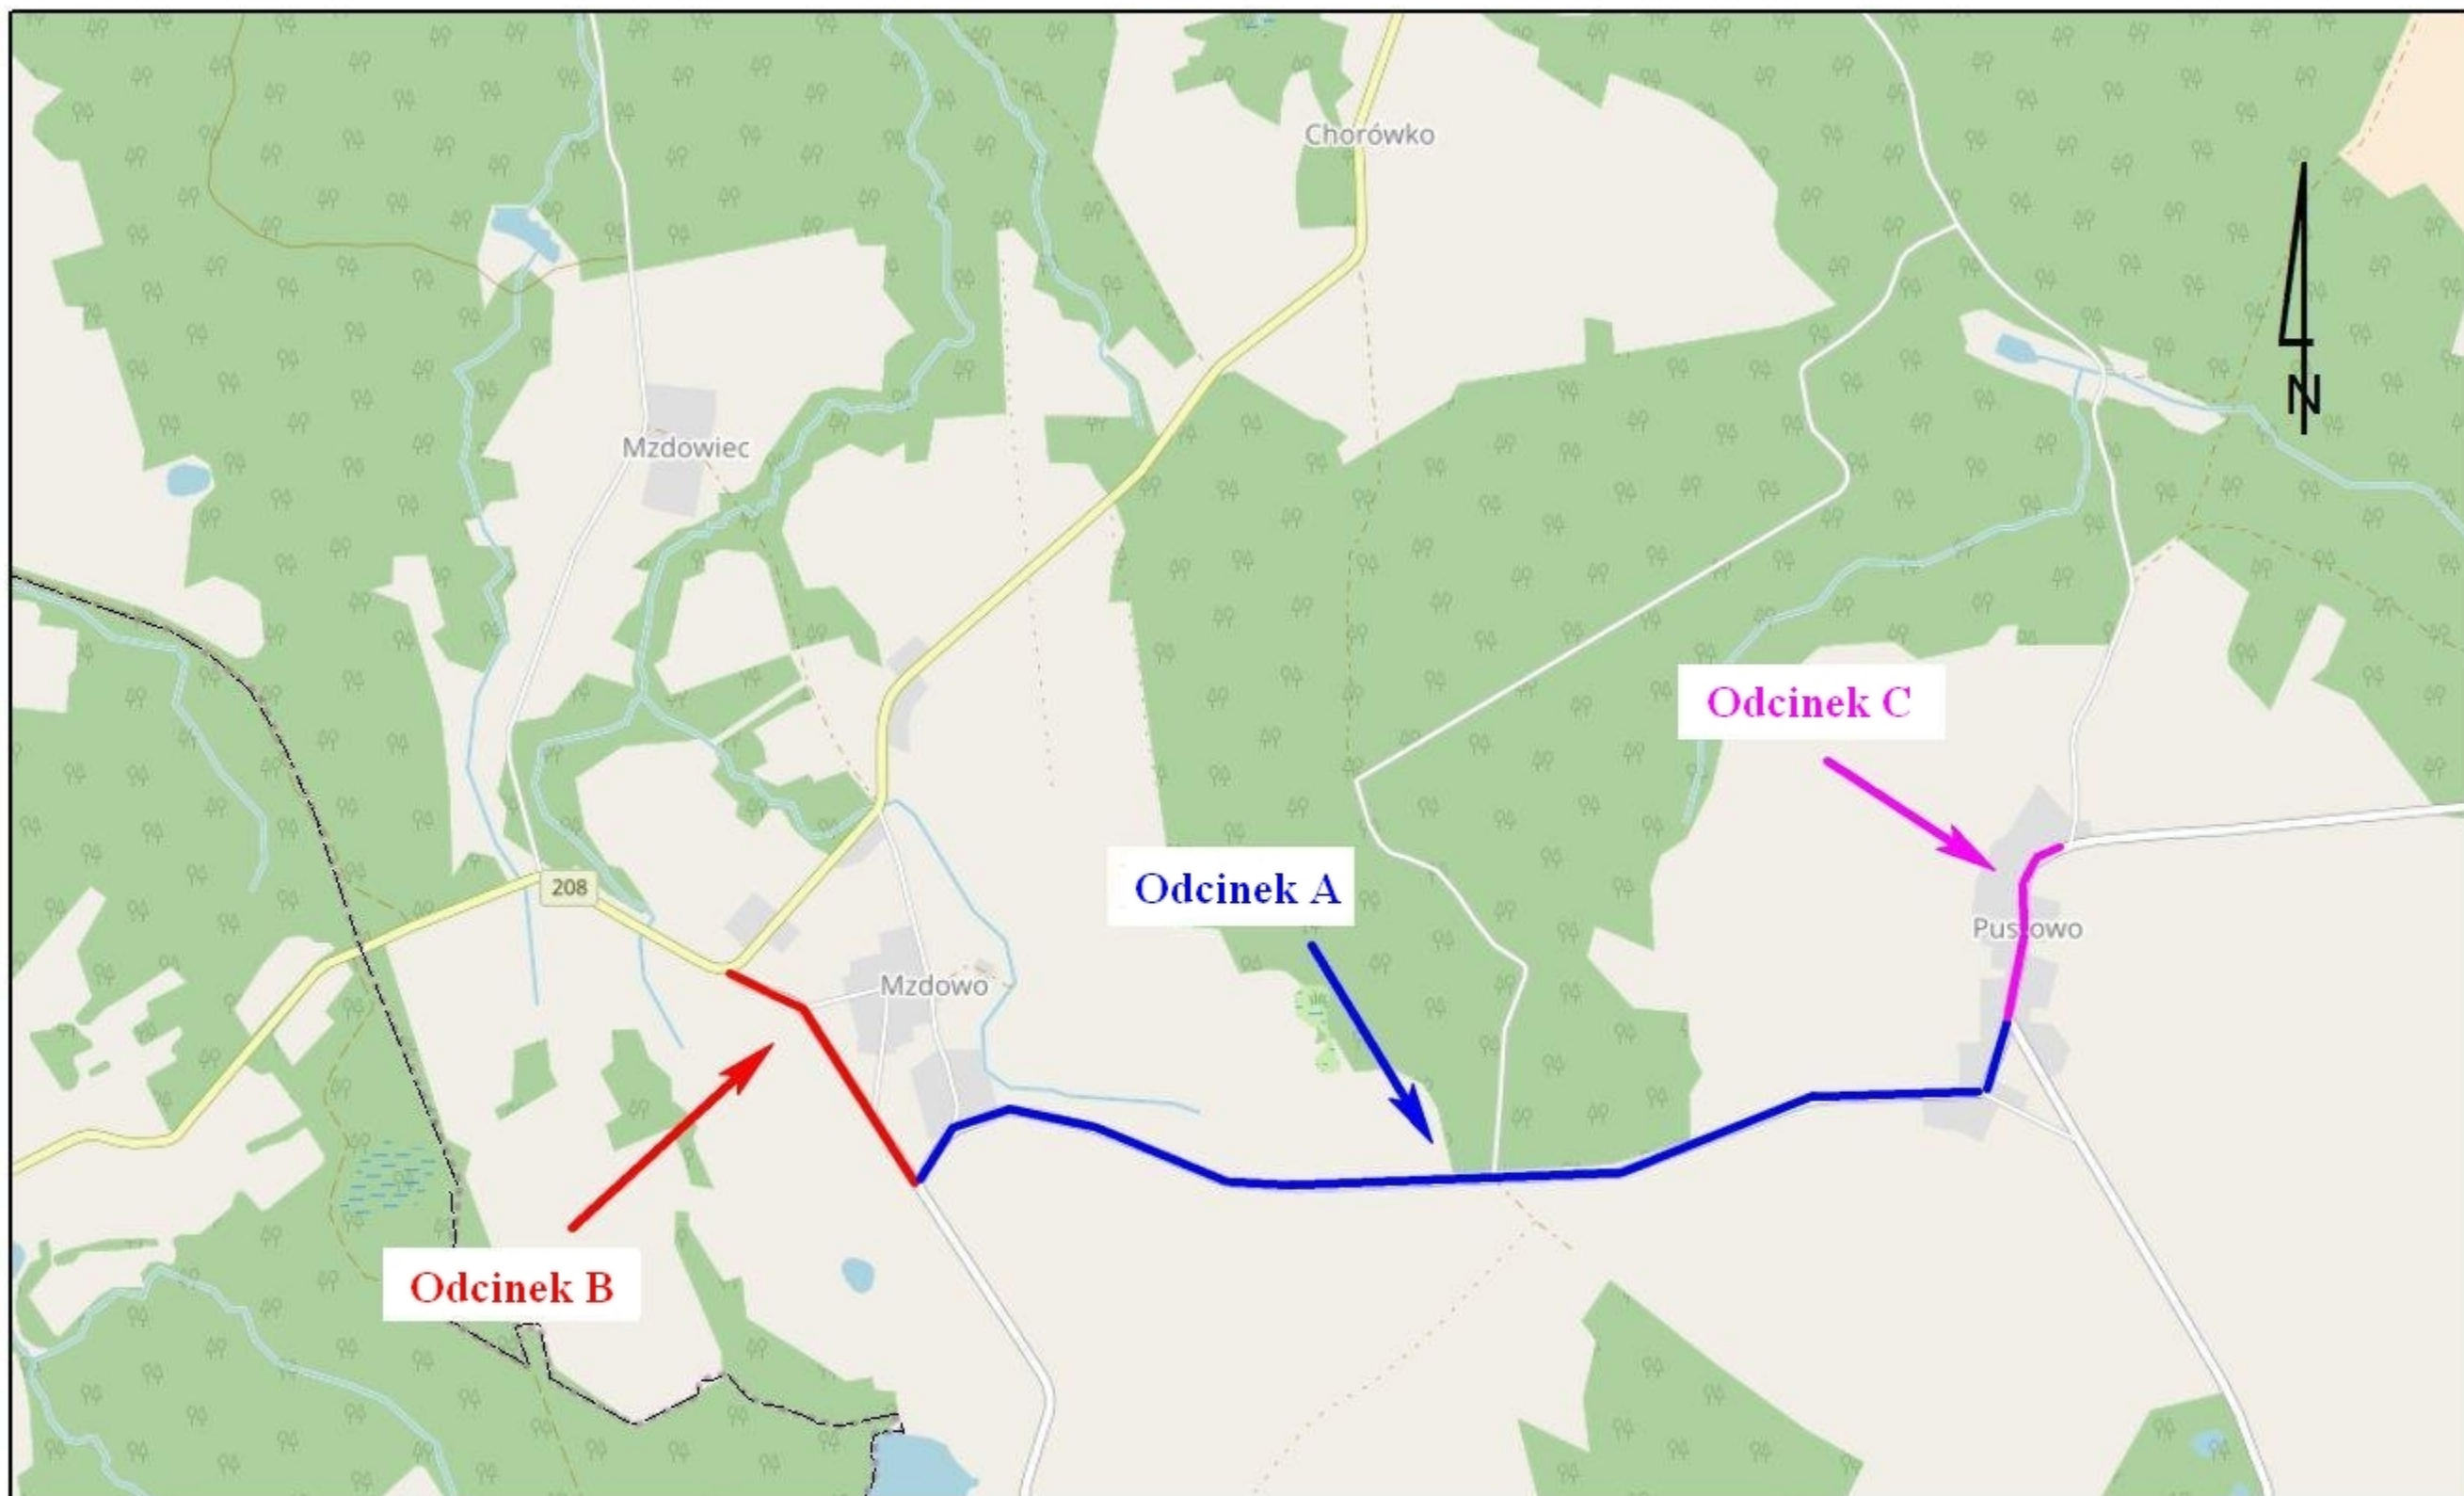 Chorówko
N
Mzdowiec
Odcinek C
208
Odcinek A
Pustowo
Mzdowo
Odcinek B